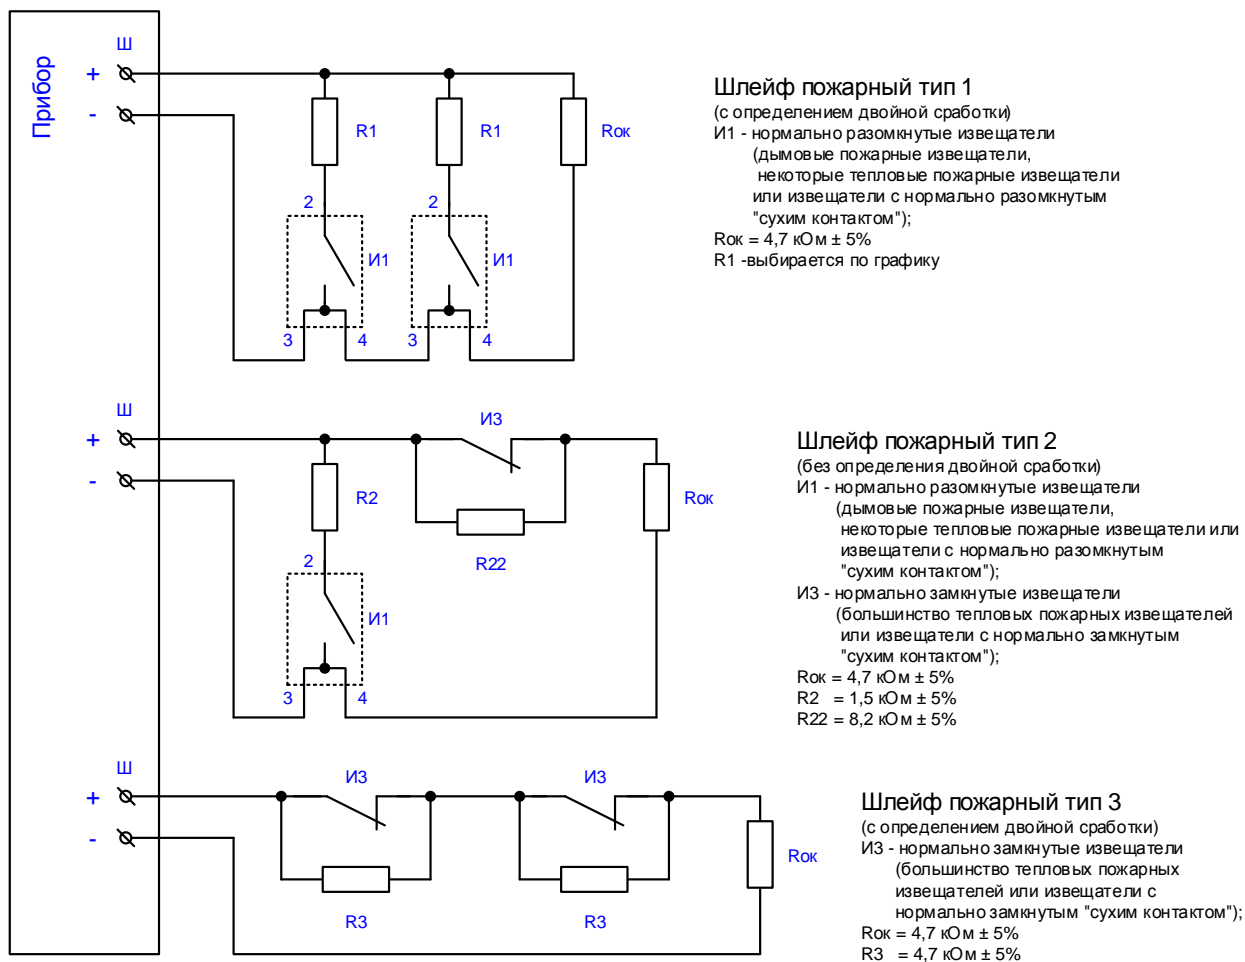 Прибор
Ш
+
-
R1
R1
Rок
2
2
И1
И1
3
4
3
4
Шлейф пожарный тип 1
(с определением двойной сработки)
И1 - нормально разомкнутые извещатели
(дымовые пожарные извещатели,
некоторые тепловые пожарные извещатели
или извещатели с нормально разомкнутым
"сухим контактом");
Rок = 4,7 кОм ± 5%
R1 -выбирается по графику
Ш
+
-
И3
R2
Rок
R22
2
И1
3
4
Шлейф пожарный тип 2
(без определения двойной сработки)
И1 - нормально разомкнутые извещатели
(дымовые пожарные извещатели,
некоторые тепловые пожарные извещатели или
извещатели с нормально разомкнутым
"сухим контактом");
И3 - нормально замкнутые извещатели
(большинство тепловых пожарных извещателей
или извещатели с нормально замкнутым
"сухим контактом");
Rок = 4,7 кОм ± 5%
R2 = 1,5 кОм ± 5%
R22 = 8,2 кОм ± 5%
Ш
+
-
И3
И3
Rок
R3
R3
Шлейф пожарный тип 3
(с определением двойной сработки)
И3 - нормально замкнутые извещатели
(большинство тепловых пожарных
извещателей или извещатели с
нормально замкнутым "сухим контактом");
Rок = 4,7 кОм ± 5%
R3 = 4,7 кОм ± 5%